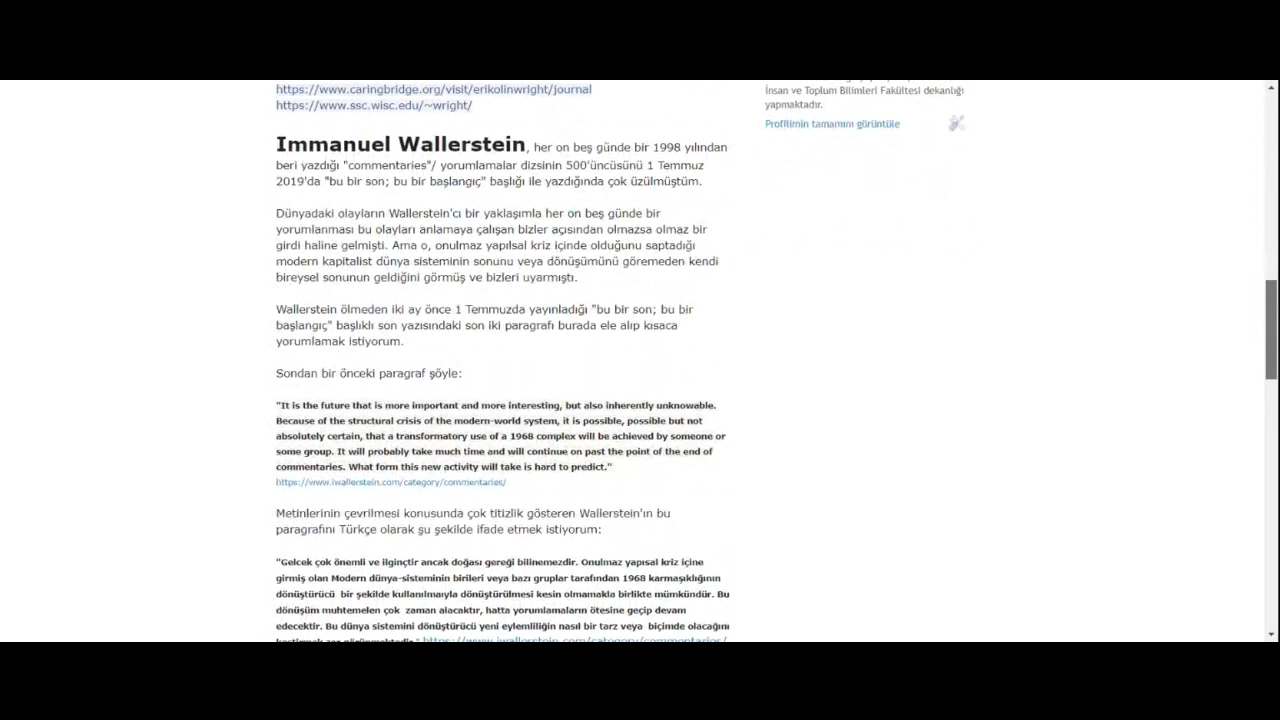 https://www.caringbridge.org/visit/erikolinwright/journal
https://www.ssc.wisc.edu/~wright/
Immanuel Wallerstein, her on beş günde bir 1998 yılından
beri yazdığı "commentaries"/ yorumlamalar dizsinin 500'üncüsünü 1 Temmuz
2019'da "bu bir son; bu bir başlangıç" başlığı ile yazdığında çok üzülmüştüm.
Dünyadaki olayların Wallerstein'cı bir yaklaşımla her on beş günde bir
yorumlanması bu olayları anlamaya çalışan bizler açısından olmazsa olmaz bir
girdi haline gelmişti. Ama o, onulmaz yapılsal kriz içinde olduğunu saptadığı
modern kapitalist dünya sisteminin sonunu veya dönüşümünü göremeden kendi
bireysel sonunun geldiğini görmüş ve bizleri uyarmıştı.
Wallerstein ölmeden iki ay önce 1 Temmuzda yayınladığı "bu bir son; bu bir
başlangıç" başlıklı son yazısındaki son iki paragrafı burada ele alıp kısaca
yorumlamak istiyorum.
Sondan bir önceki paragraf şöyle:
"It is the future that is more important and more interesting, but also inherently unknowable.
Because of the structural crisis of the modern-world system, it is possible, possible but not
absolutely certain, that a transformatory use of a 1968 complex will be achieved by someone or
some group. It will probably take much time and will continue on past the point of the end of
commentaries. What form this new activity will take is hard to predict."
https://www.iwallerstein.com/category/commentaries/
Metinlerinin çevrilmesi konusunda çok titizlik gösteren Wallerstein'ın bu
paragrafını Türkçe olarak şu şekilde ifade etmek istiyorum:
"Gelcek çok önemli ve ilginçtir ancak doğası gereği bilinemezdir. Onulmaz yapısal kriz içine
girmiş olan Modern dünya-sisteminin birileri veya bazı gruplar tarafından 1968 karmaşıklığının
dönüştürücü bir şekilde kullanılmaıyla dönüştürülmesi kesin olmamakla birlikte mümkündür. Bu
dönüşüm muhtemelen çok zaman alacaktır, hatta yorumlamaların ötesine geçip devam
edecektir. Bu dünya sistemini dönüştürücü yeni eylemliliğin nasıl bir tarz veya biçimde olacağını
https://www.iwallerstein.com/category/commentaries/
İnsan ve Toplum Bilimleri Fakültesi dekanlığı
yapmaktadır.
Profilimin tamamını görüntüle